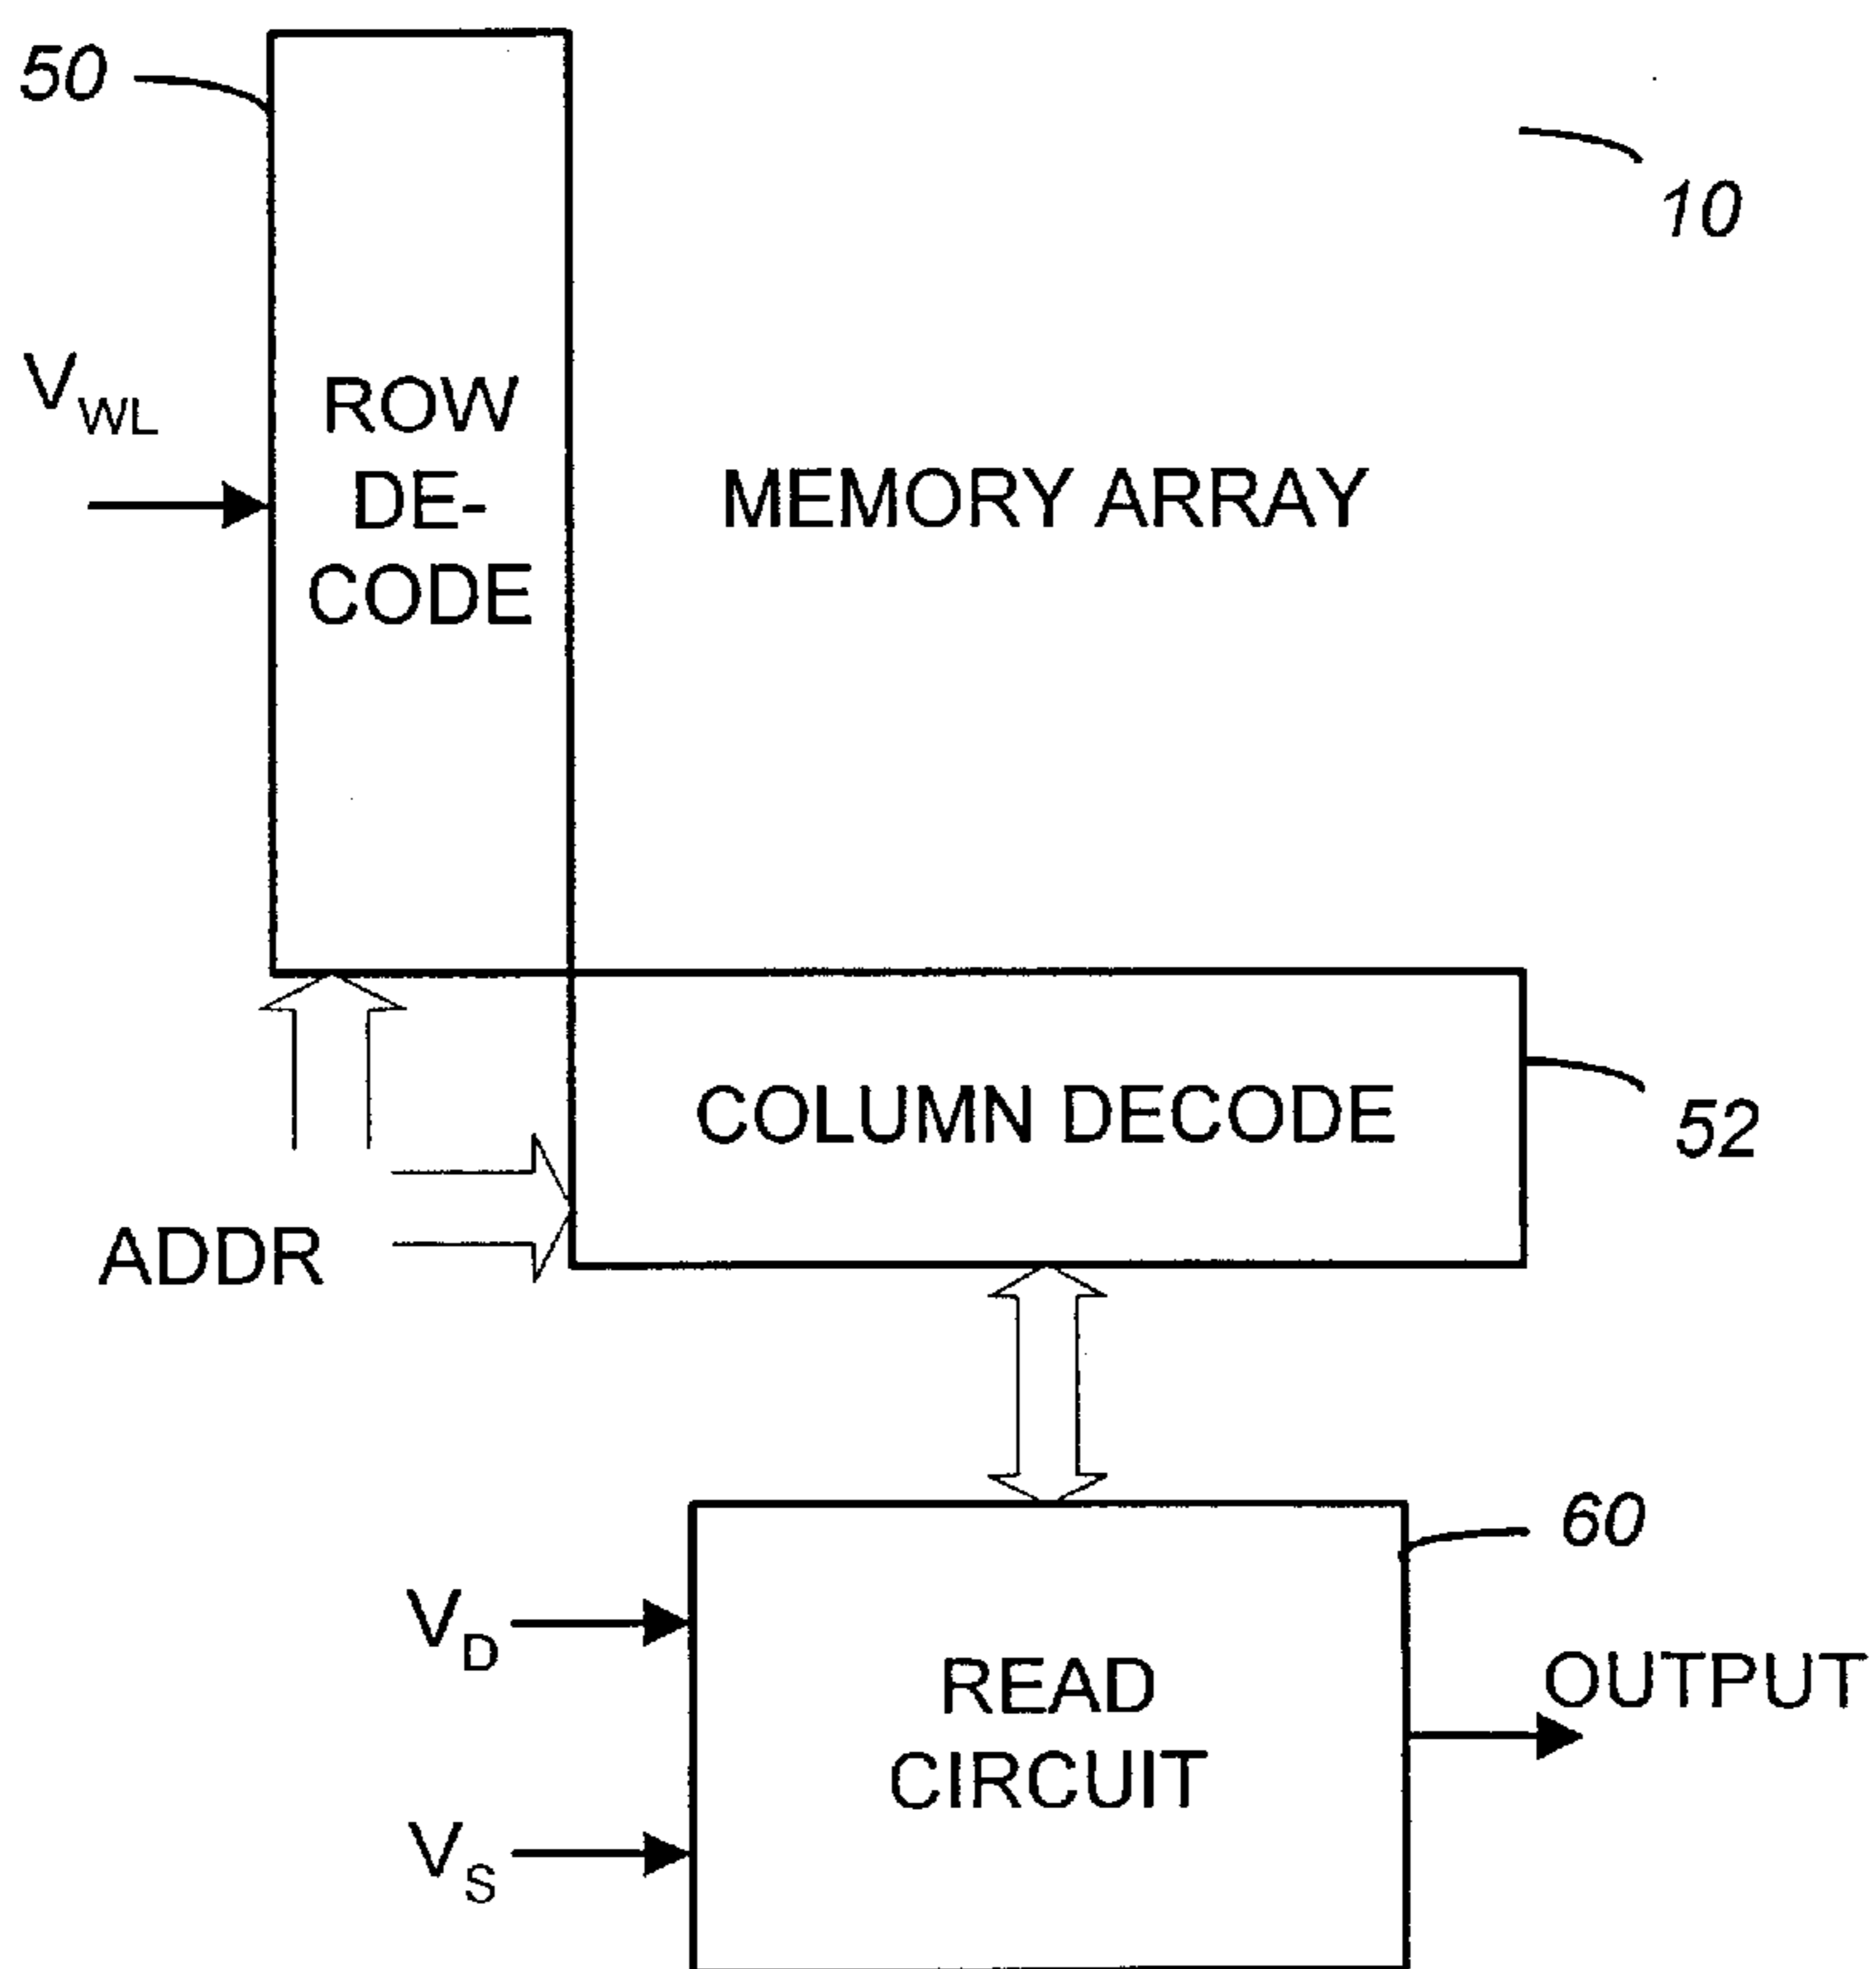 50
10
V_WL
ROW
DE-
CODE
MEMORY ARRAY
COLUMN DECODE
52
ADDR
60
V_D
READ
CIRCUIT
OUTPUT
V_S